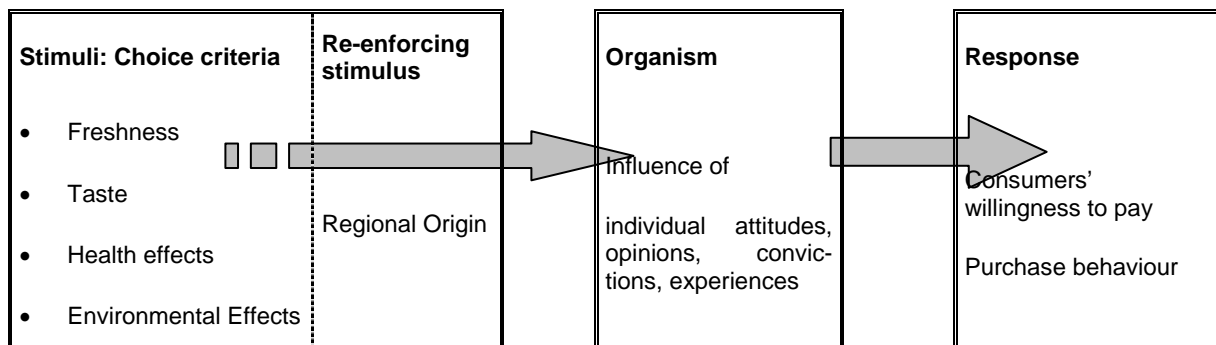 Stimuli: Choice criteria
• Freshness
• Taste
• Health effects
• Environmental Effects
Re-enforcing
stimulus
Regional Origin
Organism
Influence of
individual attitudes,
opinions, convic-
tions, experiences
Response
Consumers'
willingness to pay
Purchase behaviour